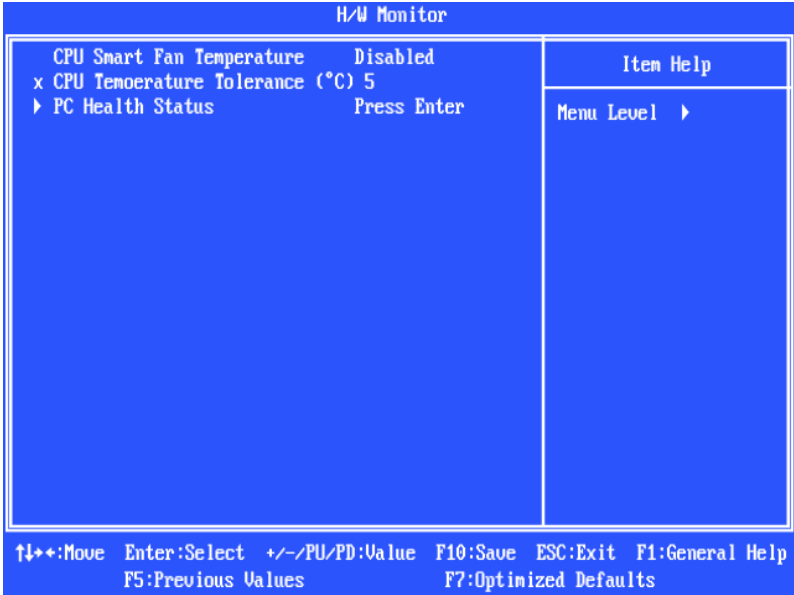 H/W Monitor
CPU Smart Fan Temperature Disabled
x CPU Temoerature Tolerance (°C) 5
▶ PC Health Status Press Enter
Item Help
Menu Level ▶
↑↓→←:Move Enter:Select +/-/PU/PD:Value F10:Save ESC:Exit F1:General Help
F5:Previous Values F7:Optimized Defaults